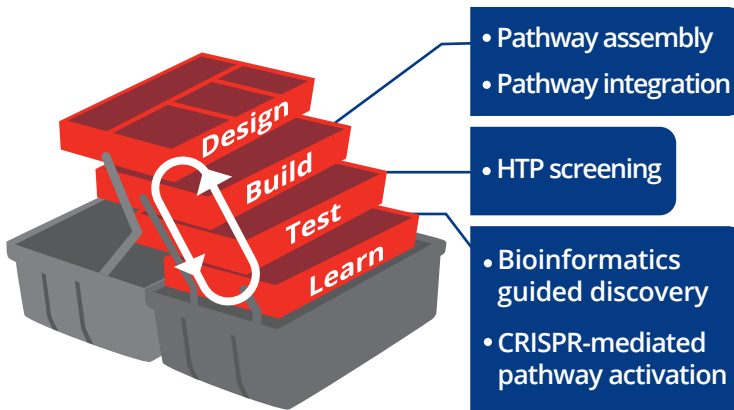 Design
Build
Test
Learn
• Pathway assembly
• Pathway integration
• HTP screening
• Bioinformatics
guided discovery
• CRISPR-mediated
pathway activation